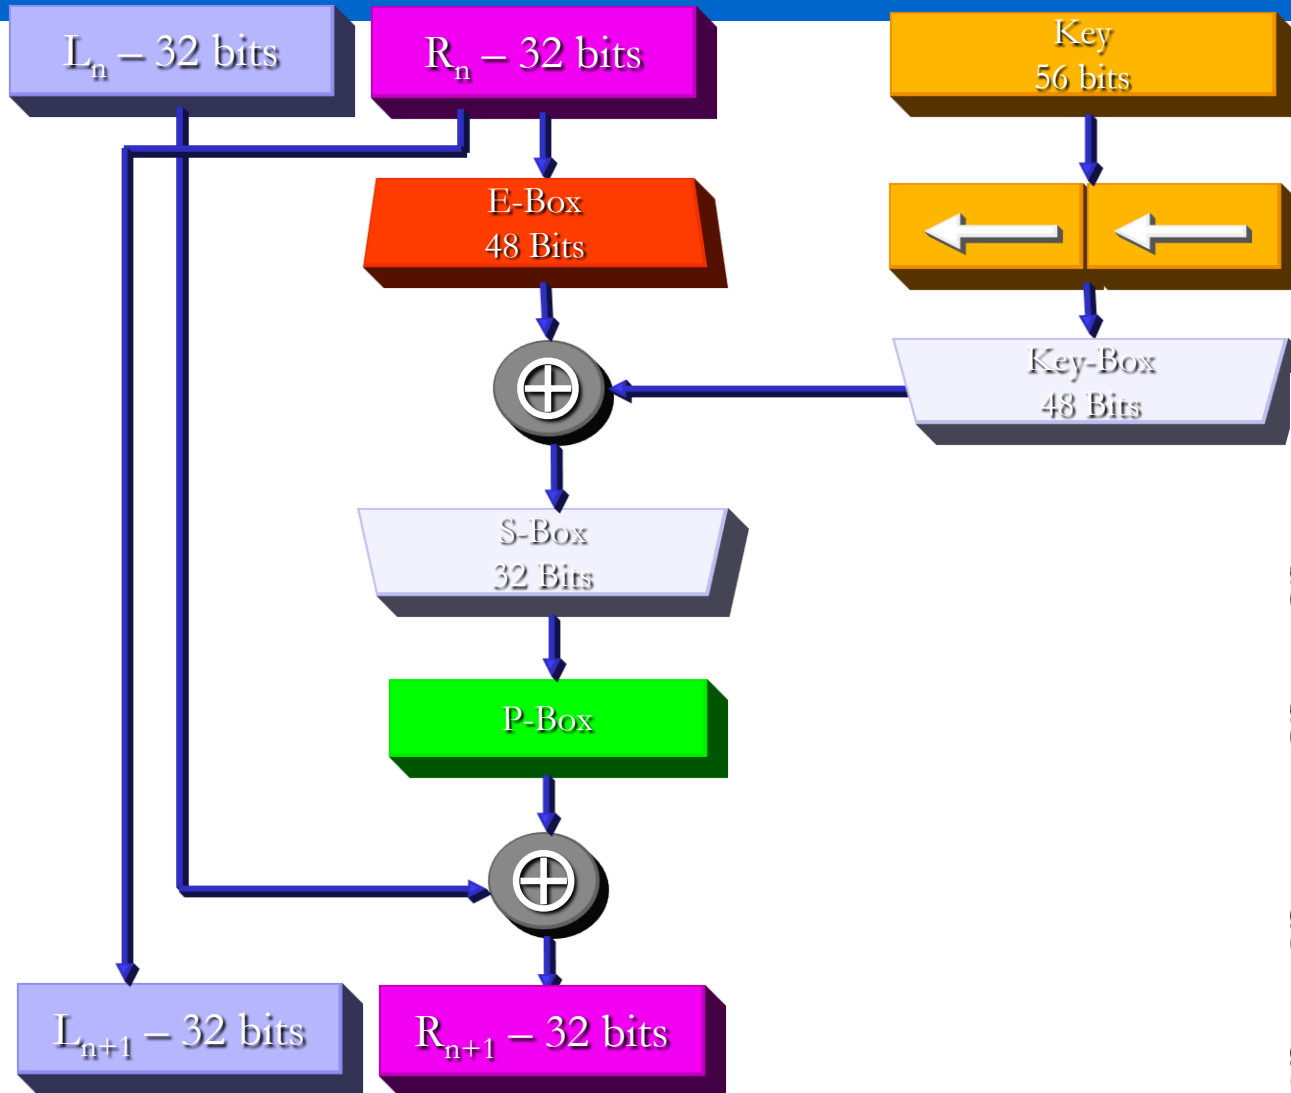 Lₙ – 32 bits
Rₙ – 32 bits
Key
56 bits
E-Box
48 Bits
Key-Box
48 Bits
S-Box
32 Bits
P-Box
Lₙ₊₁ – 32 bits
Rₙ₊₁ – 32 bits